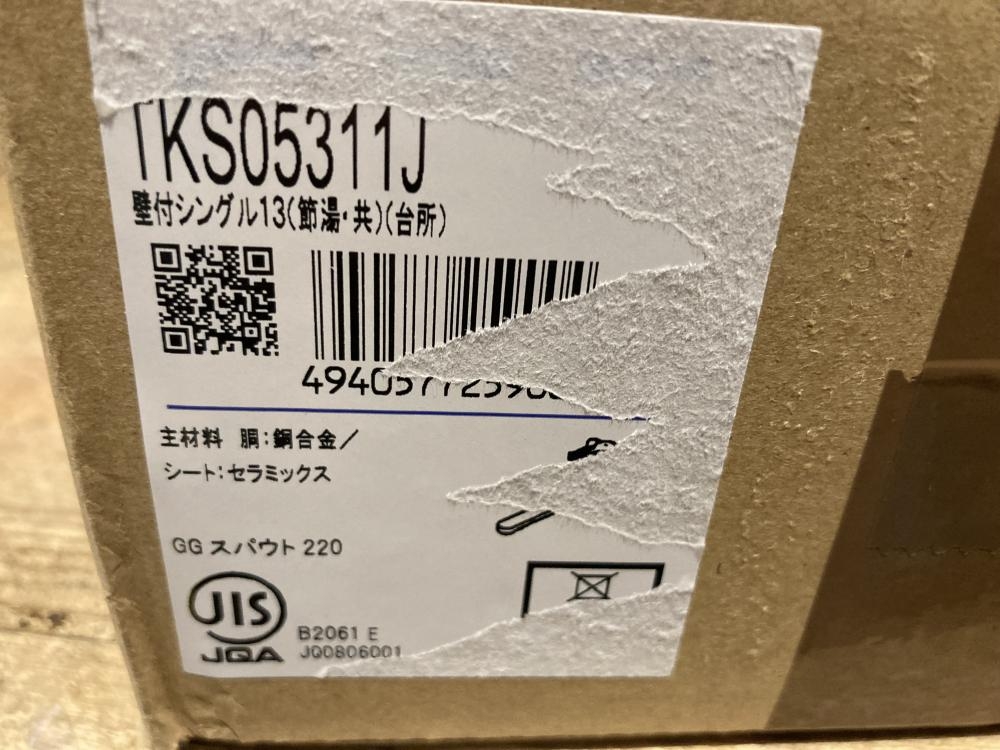 TKS05311J
壁付シングル13(節湯・共)(台所)
主材料 胴:銅合金/
シート:セラミックス
GG スパウト 220
JIS
JQA
B2061 E
JQ0806001